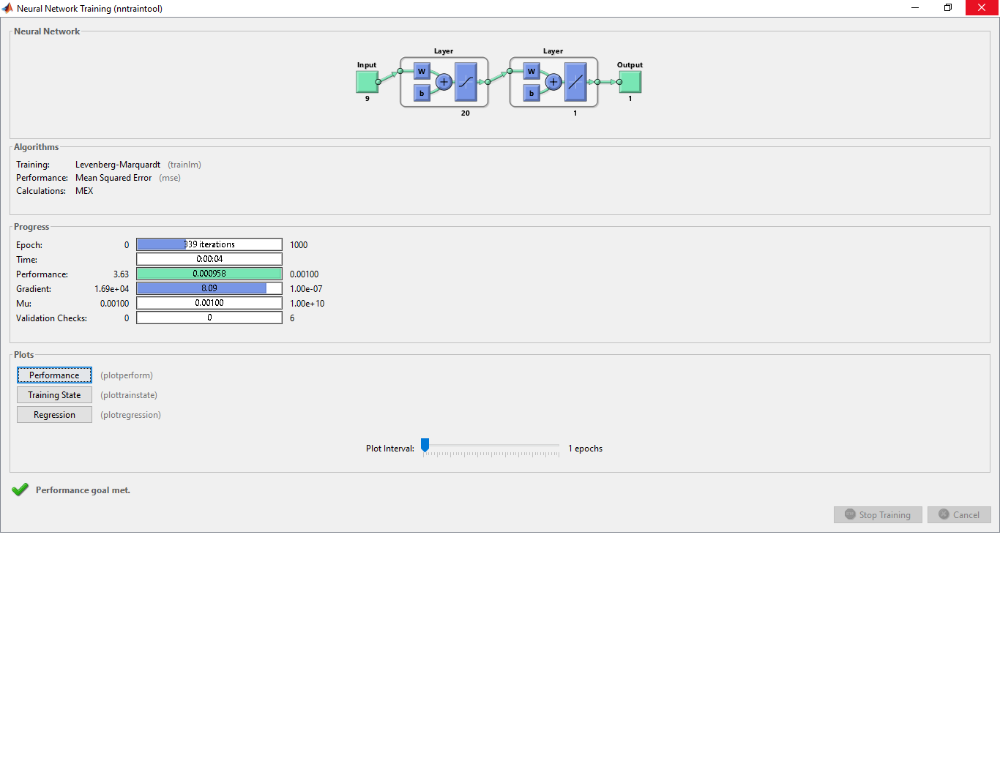 Neural Network Training (nntraintool)
Neural Network
Layer Layer
Input Output
W W
b b
9 1
20 1
Algorithms
Training: Levenberg-Marquardt (trainlm)
Performance: Mean Squared Error (mse)
Calculations: MEX
Progress
Epoch: 0 339 iterations 1000
Time: 0:00:04
Performance: 3.63 0.000958 0.00100
Gradient: 1.69e+04 8.09 1.00e-07
Mu: 0.00100 0.00100 1.00e+10
Validation Checks: 0 0 6
Plots
Performance (plotperform)
Training State (plottrainstate)
Regression (plotregression)
Plot Interval: 1 epochs
Performance goal met.
Stop Training Cancel